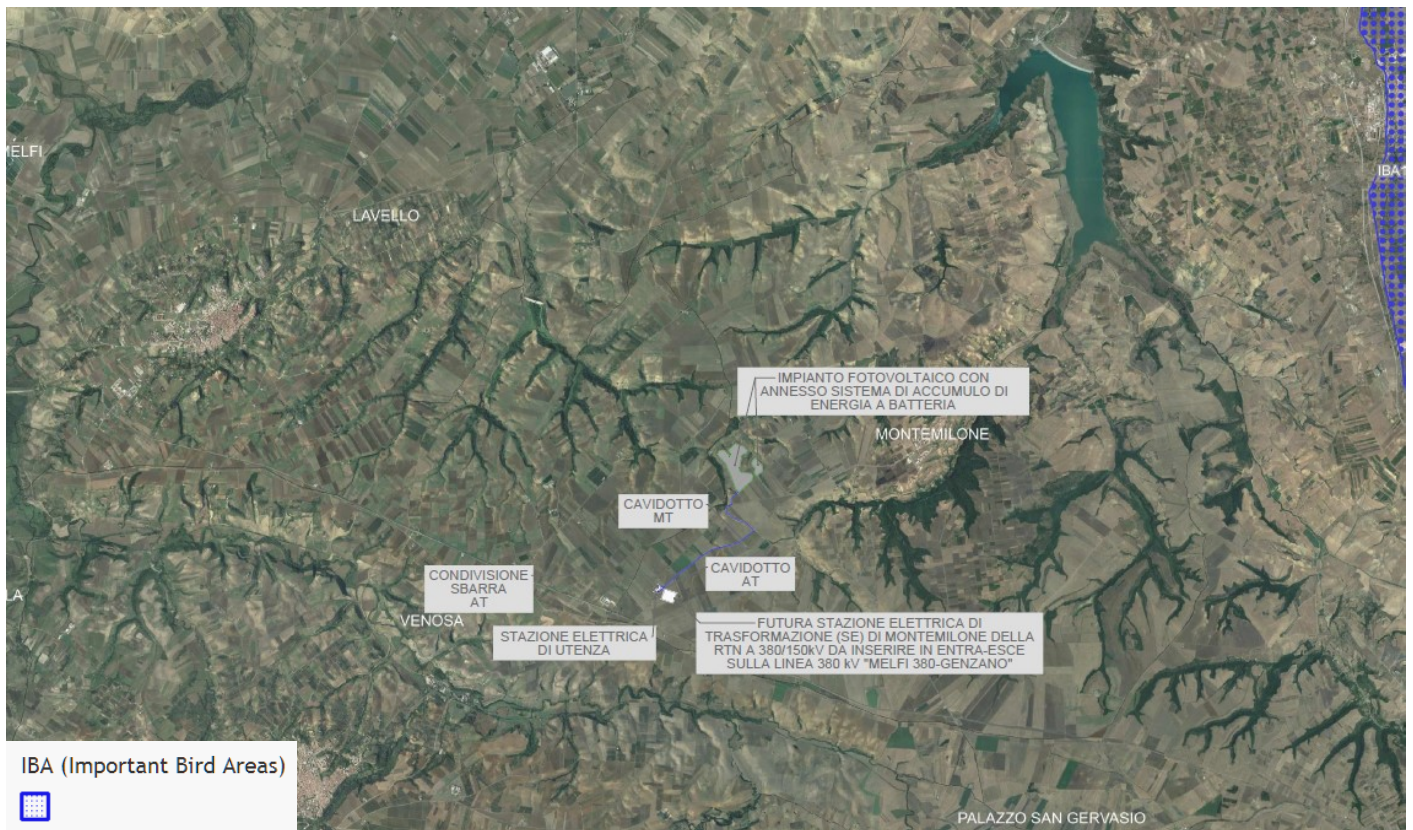 MELFI
IBA1
LAVELLO
IMPIANTO FOTOVOLTAICO CON
ANNESSO SISTEMA DI ACCUMULO DI
ENERGIA A BATTERIA
MONTEMILONE
CAVIDOTTO
MT
CAVIDOTTO
AT
CONDIVISIONE
SBARRA
AT
LA
VENOSA
STAZIONE ELETTRICA
DI UTENZA
FUTURA STAZIONE ELETTRICA DI
TRASFORMAZIONE (SE) DI MONTEMILONE DELLA
RTN A 380/150kV DA INSERIRE IN ENTRA-ESCE
SULLA LINEA 380 kV "MELFI 380-GENZANO"
IBA (Important Bird Areas)
PALAZZO SAN GERVASIO